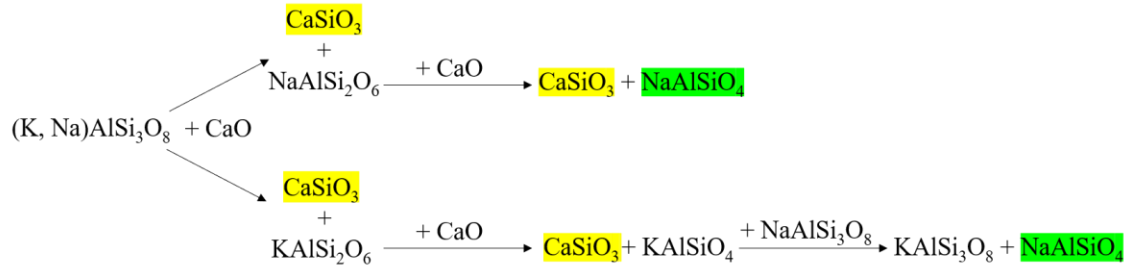 CaSiO₃
+
NaAlSi₂O₆ + CaO CaSiO₃ + NaAlSiO₄
(K, Na)AlSi₃O₈ + CaO
CaSiO₃
+
KAlSi₂O₆ + CaO CaSiO₃ + KAlSiO₄ + NaAlSi₃O₈ KAlSi₃O₈ + NaAlSiO₄